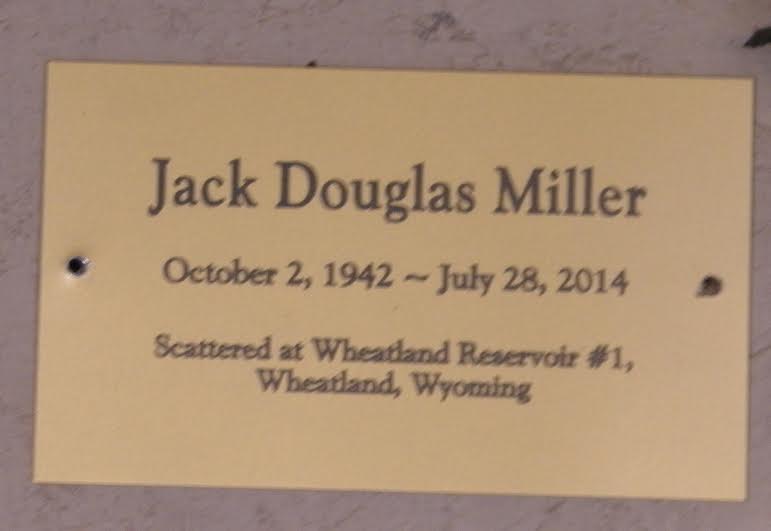 Jack Douglas Miller
October 2, 1942 ~ July 28, 2014
Scattered at Wheatland Reservoir #1,
Wheatland, Wyoming